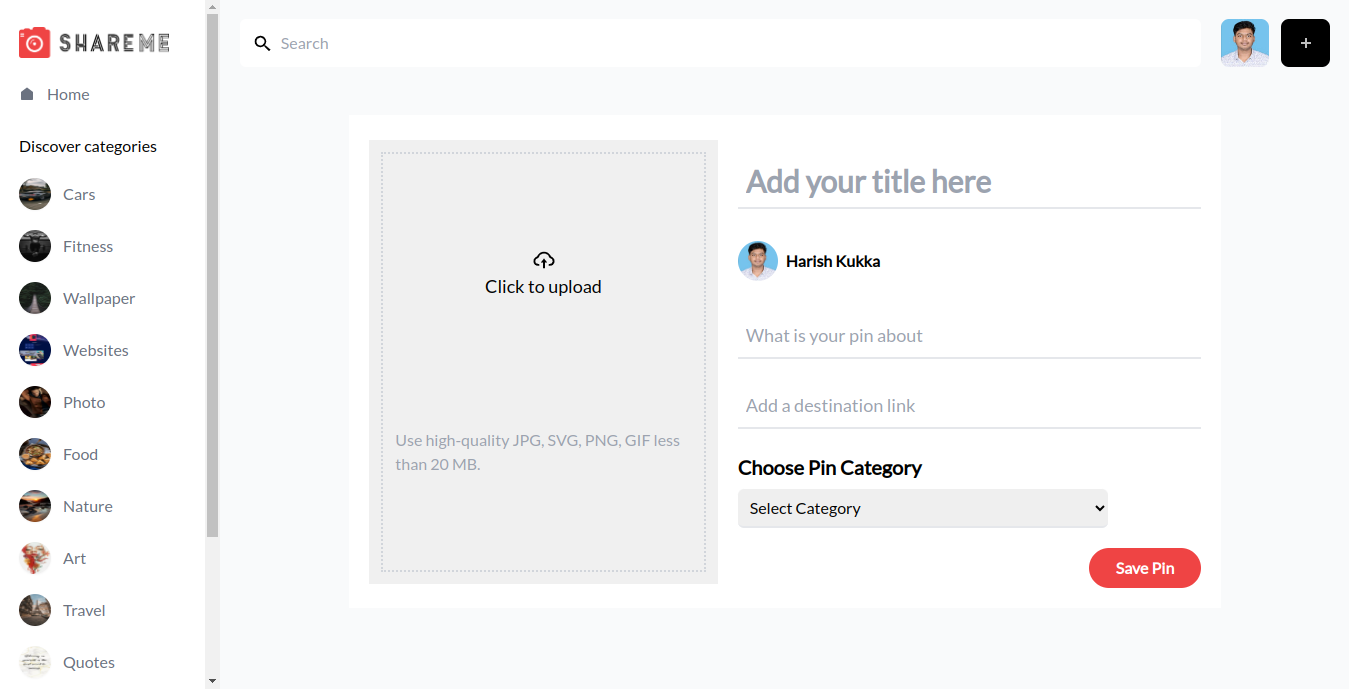 SHAREME
Home
Discover categories
Cars
Fitness
Wallpaper
Websites
Photo
Food
Nature
Art
Travel
Quotes
Search
+
Click to upload
Use high-quality JPG, SVG, PNG, GIF less
than 20 MB.
Add your title here
Harish Kukka
What is your pin about
Add a destination link
Choose Pin Category
Select Category
Save Pin